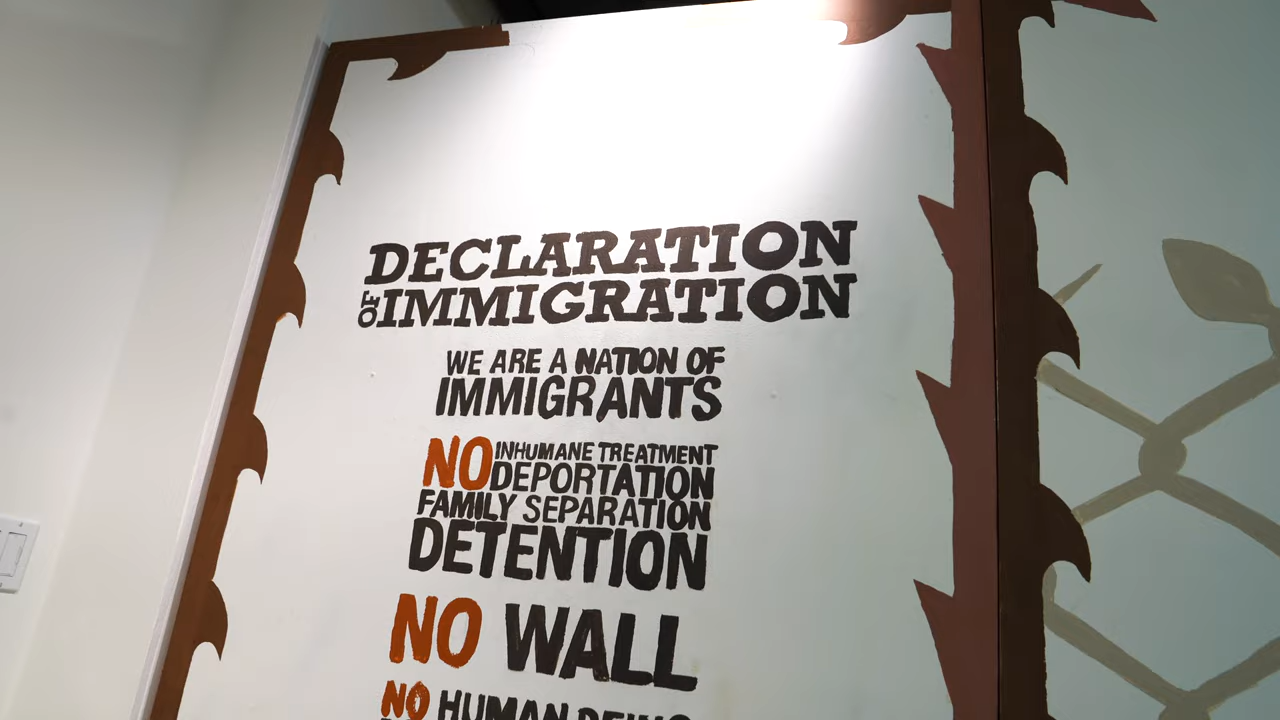 DECLARATION
OF IMMIGRATION
WE ARE A NATION OF
IMMIGRANTS
NO INHUMANE TREATMENT
DEPORTATION
FAMILY SEPARATION
DETENTION
NO WALL
NO HUMAN BEING